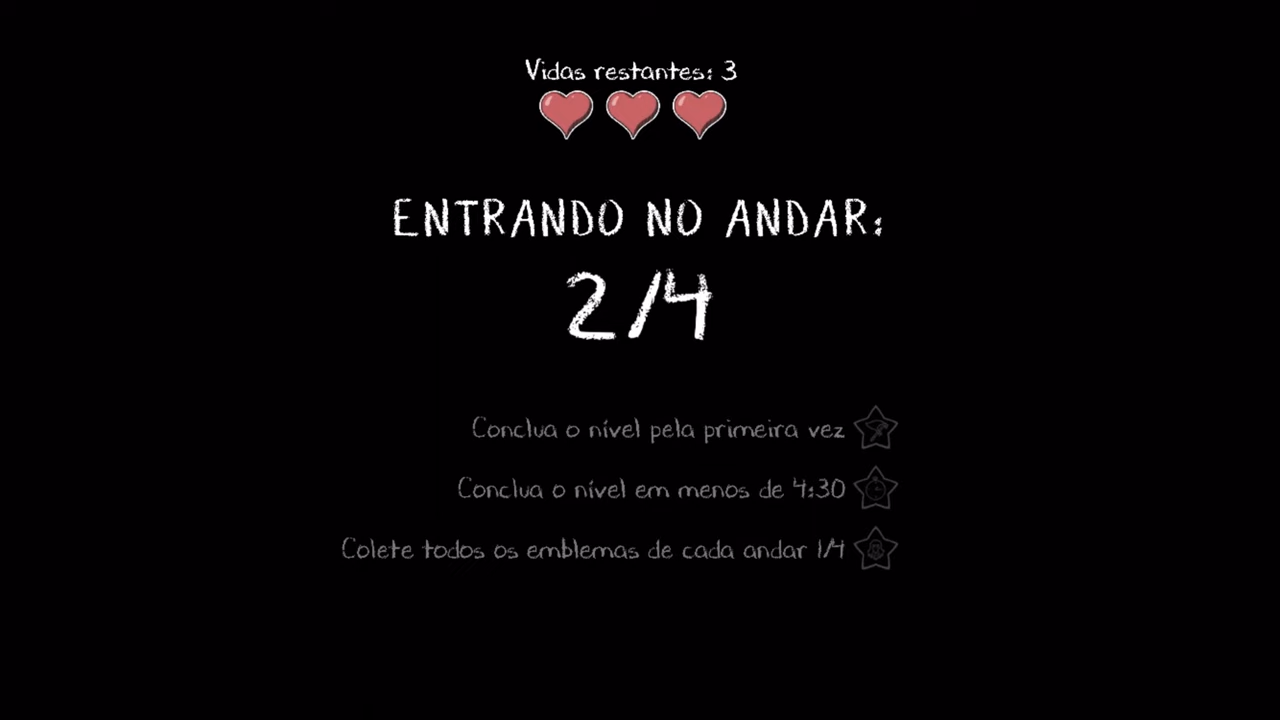 Vidas restantes: 3
ENTRANDO NO ANDAR:
2/4
Conclua o nível pela primeira vez
Conclua o nível em menos de 4:30
Colete todos os emblemas de cada andar 1/4